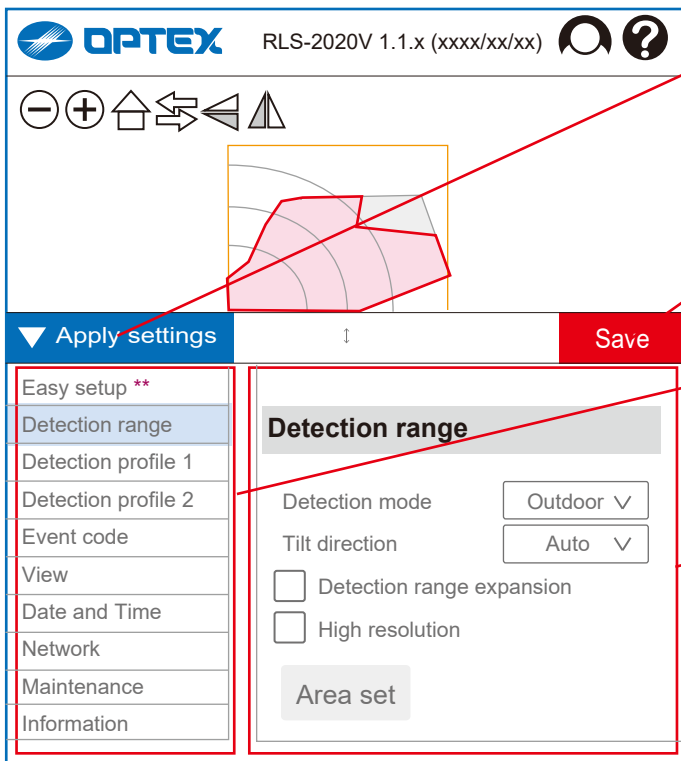 OPTEX RLS-2020V 1.1.x (xxxx/xx/xx) ?
Apply settings
Save
Easy setup **
Detection range
Detection profile 1
Detection profile 2
Event code
View
Date and Time
Network
Maintenance
Information
Detection range
Detection mode Outdoor
Tilt direction Auto
Detection range expansion
High resolution
Area set